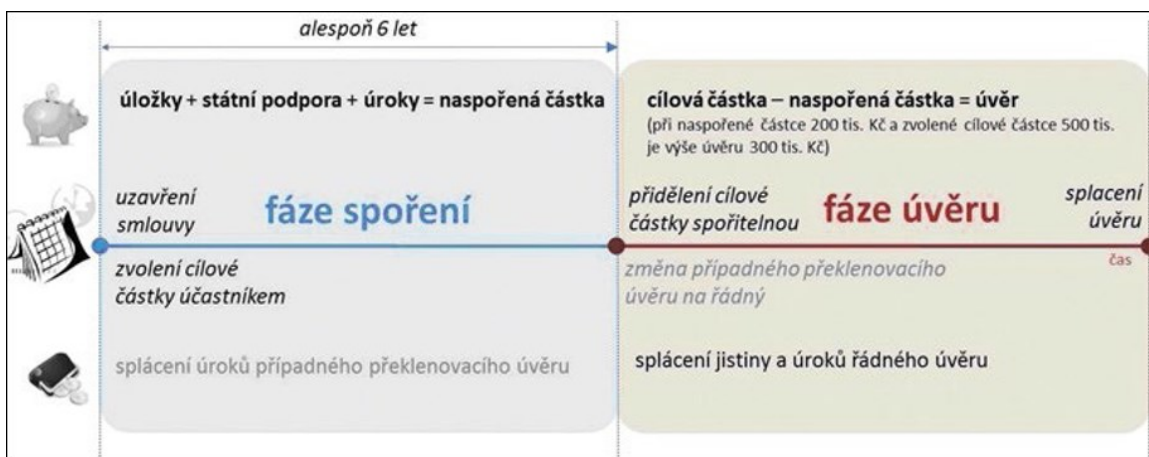 alespoň 6 let
úložky + státní podpora + úroky = naspořená částka
cílová částka – naspořená částka = úvěr
(při naspořené částce 200 tis. Kč a zvolené cílové částce 500 tis.
je výše úvěru 300 tis. Kč)
uzavření
smlouvy
fáze spoření
přidělení cílové
částky spořitelnou
fáze úvěru
splacení
úvěru
čas
zvolení cílové
částky účastníkem
změna případného překlenovacího
úvěru na řádný
splácení úroků případného překlenovacího úvěru
splácení jistiny a úroků řádného úvěru